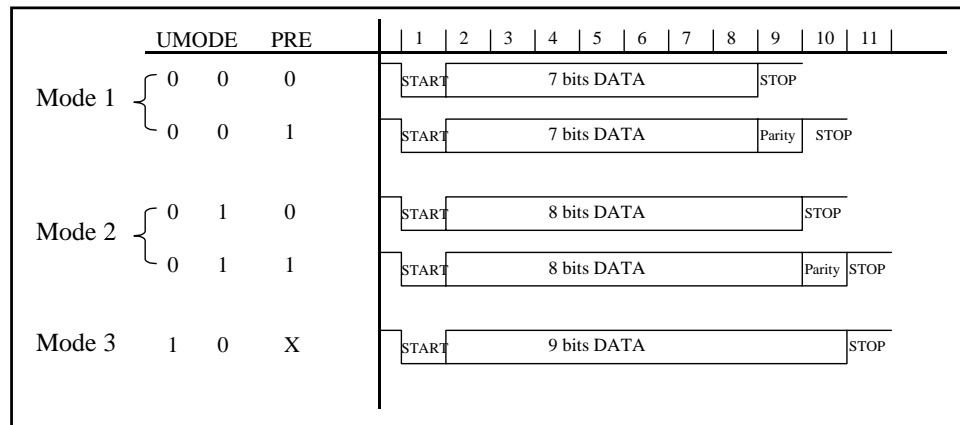 UMODE PRE | 1 | 2 | 3 | 4 | 5 | 6 | 7 | 8 | 9 | 10 | 11 |
Mode 1
0 0 0 START 7 bits DATA STOP
0 0 1 START 7 bits DATA Parity STOP
Mode 2
0 1 0 START 8 bits DATA STOP
0 1 1 START 8 bits DATA Parity STOP
Mode 3 1 0 X START 9 bits DATA STOP